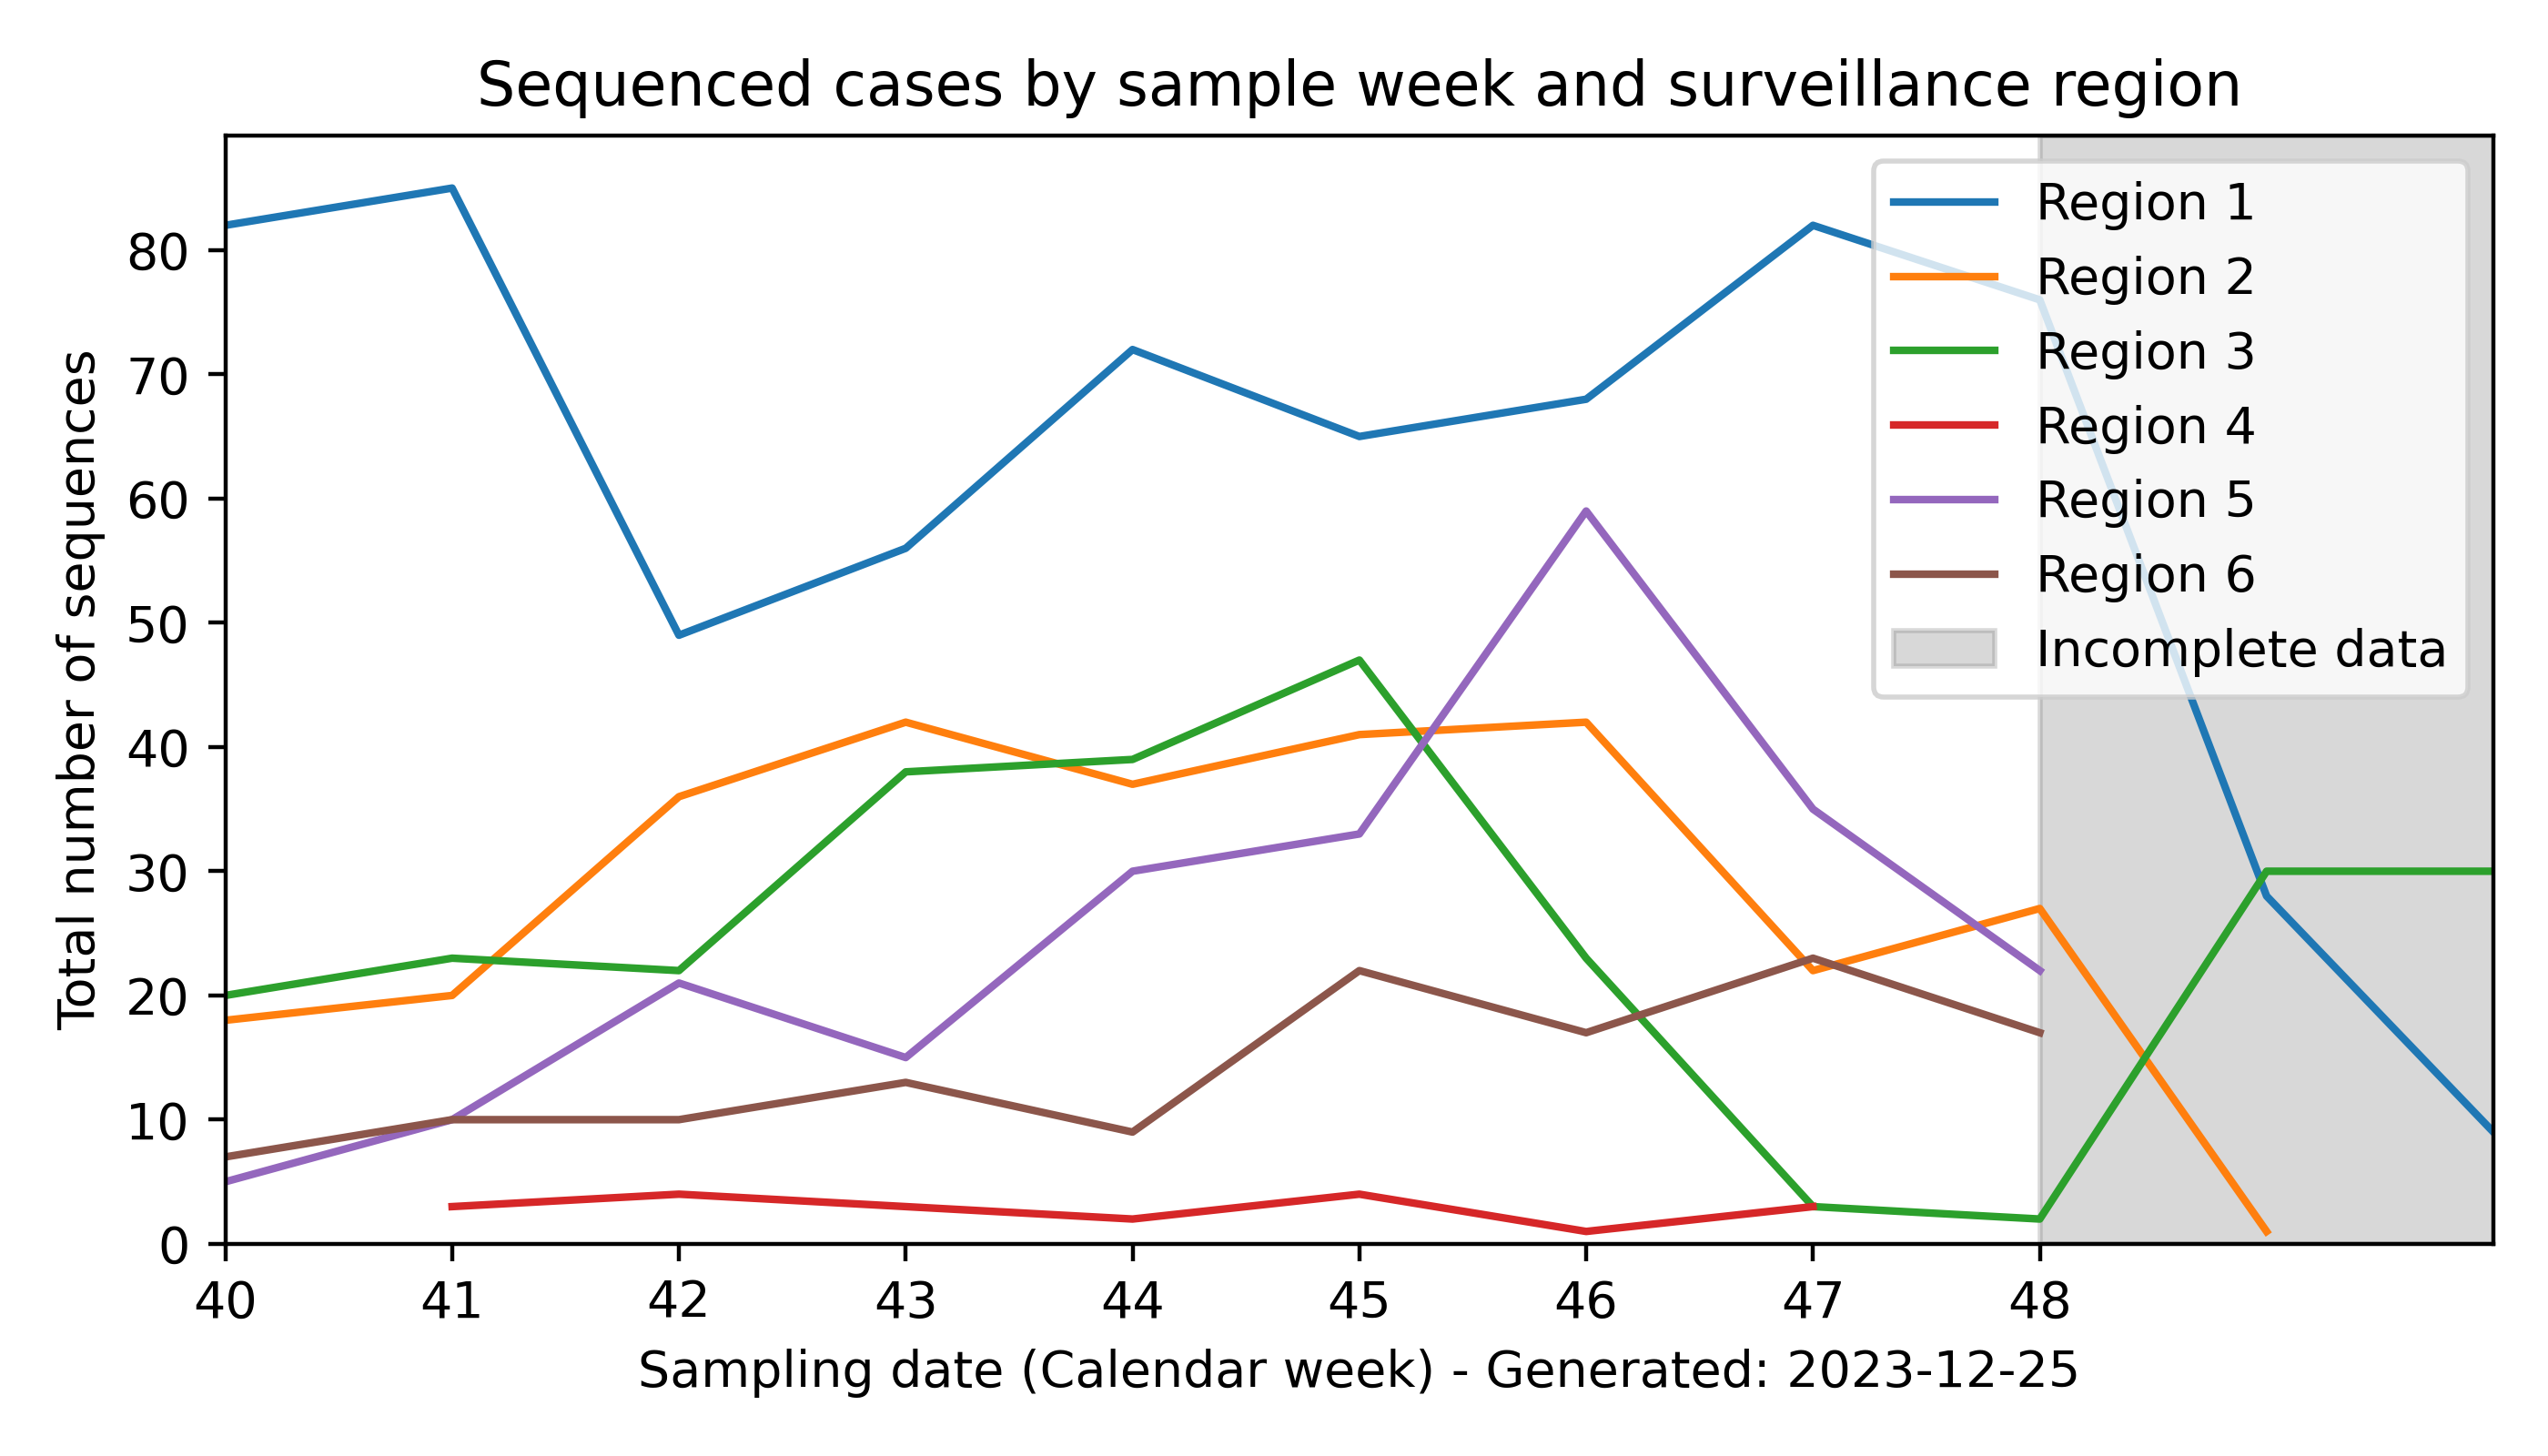 Sequenced cases by sample week and surveillance region
Total number of sequences
80
70
60
50
40
30
20
10
0
Region 1
Region 2
Region 3
Region 4
Region 5
Region 6
Incomplete data
40 41 42 43 44 45 46 47 48
Sampling date (Calendar week) - Generated: 2023-12-25